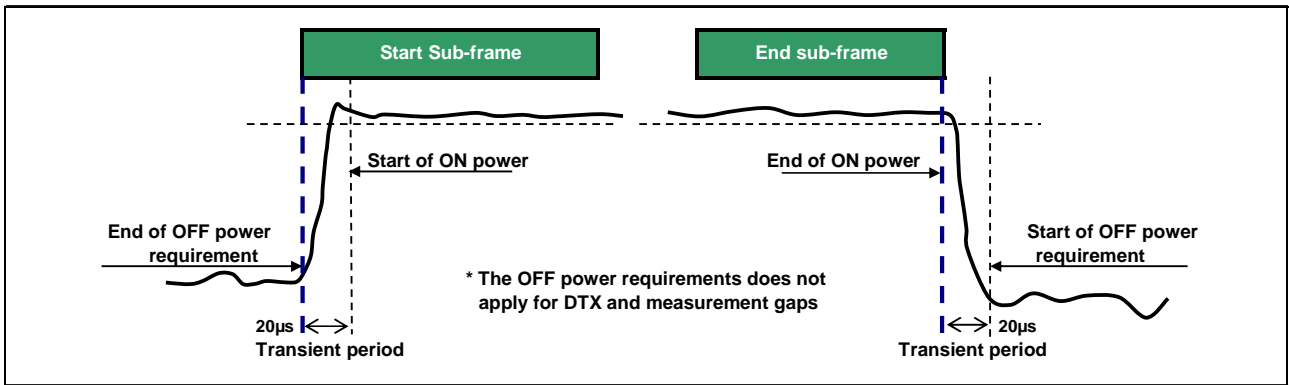 Start Sub-frame
End sub-frame
Start of ON power
End of ON power
End of OFF power
requirement
Start of OFF power
requirement
* The OFF power requirements does not
apply for DTX and measurement gaps
20µs
Transient period
20µs
Transient period